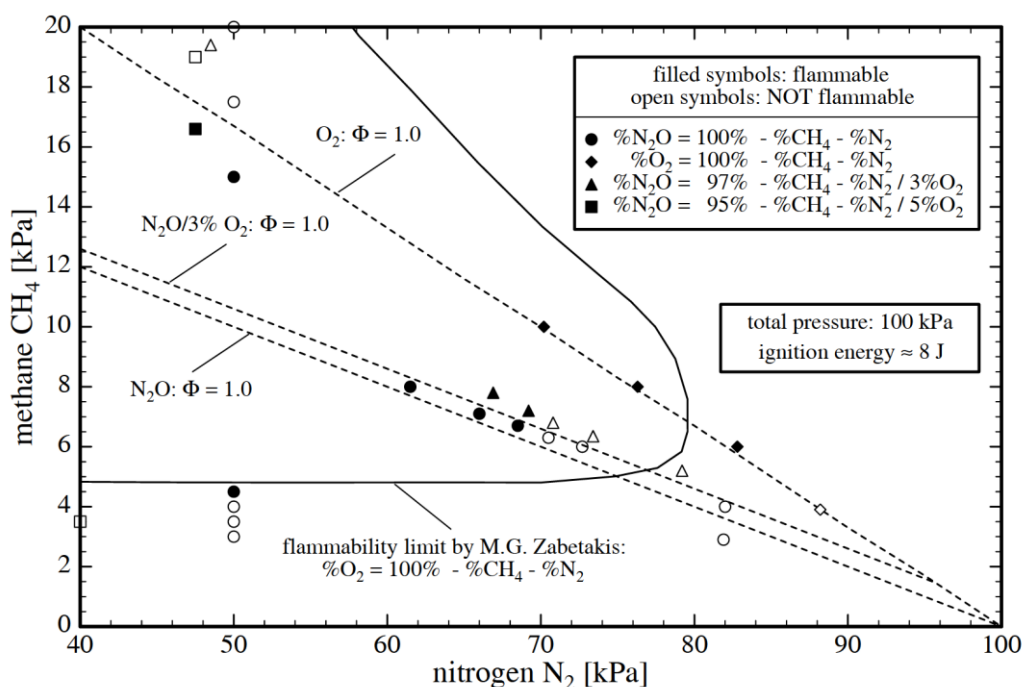 20
18
16
14
12
10
8
6
4
2
0
methane CH₄ [kPa]
filled symbols: flammable
open symbols: NOT flammable
● %N₂O = 100% - %CH₄ - %N₂
◆ %O₂ = 100% - %CH₄ - %N₂
▲ %N₂O = 97% - %CH₄ - %N₂ / 3%O₂
■ %N₂O = 95% - %CH₄ - %N₂ / 5%O₂
O₂: Φ = 1.0
N₂O/3% O₂: Φ = 1.0
total pressure: 100 kPa
ignition energy ≈ 8 J
N₂O: Φ = 1.0
flammability limit by M.G. Zabetakis:
%O₂ = 100% - %CH₄ - %N₂
40 50 60 70 80 90 100
nitrogen N₂ [kPa]